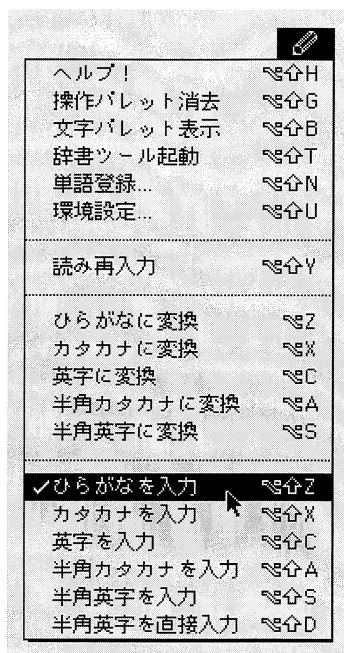 ヘルプ! ⌥⇧H
操作パレット消去 ⌥⇧G
文字パレット表示 ⌥⇧B
辞書ツール起動 ⌥⇧T
単語登録... ⌥⇧N
環境設定... ⌥⇧U
読み再入力 ⌥⇧Y
ひらがなに変換 ⌥Z
カタカナに変換 ⌥X
英字に変換 ⌥C
半角カタカナに変換 ⌥A
半角英字に変換 ⌥S
✓ひらがなを入力 ⌥⇧Z
カタカナを入力 ⌥⇧X
英字を入力 ⌥⇧C
半角カタカナを入力 ⌥⇧A
半角英字を入力 ⌥⇧S
半角英字を直接入力 ⌥⇧D